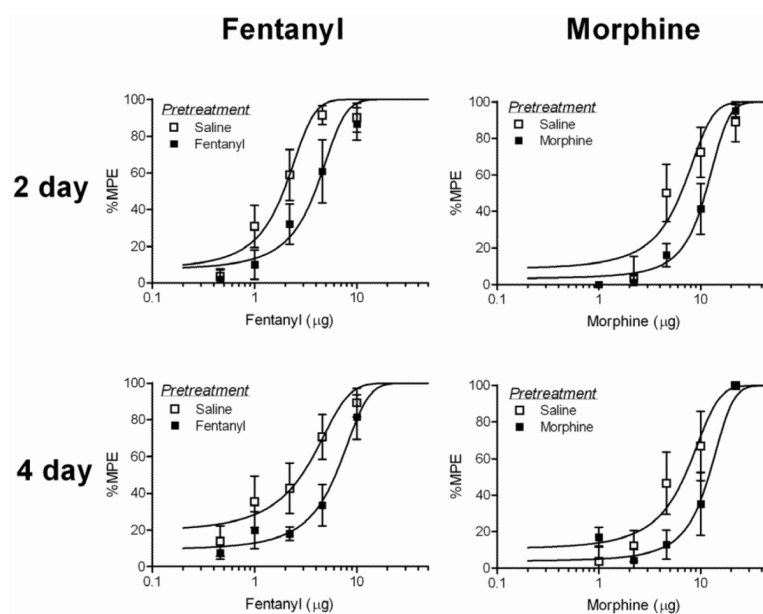 Fentanyl
Morphine
2 day
%MPE
100
80
60
40
20
0
Pretreatment
Saline
Fentanyl
0.1
1
10
Fentanyl (μg)
%MPE
100
80
60
40
20
0
Pretreatment
Saline
Morphine
0.1
1
10
Morphine (μg)
4 day
%MPE
100
80
60
40
20
0
Pretreatment
Saline
Fentanyl
0.1
1
10
Fentanyl (μg)
%MPE
100
80
60
40
20
0
Pretreatment
Saline
Morphine
0.1
1
10
Morphine (μg)